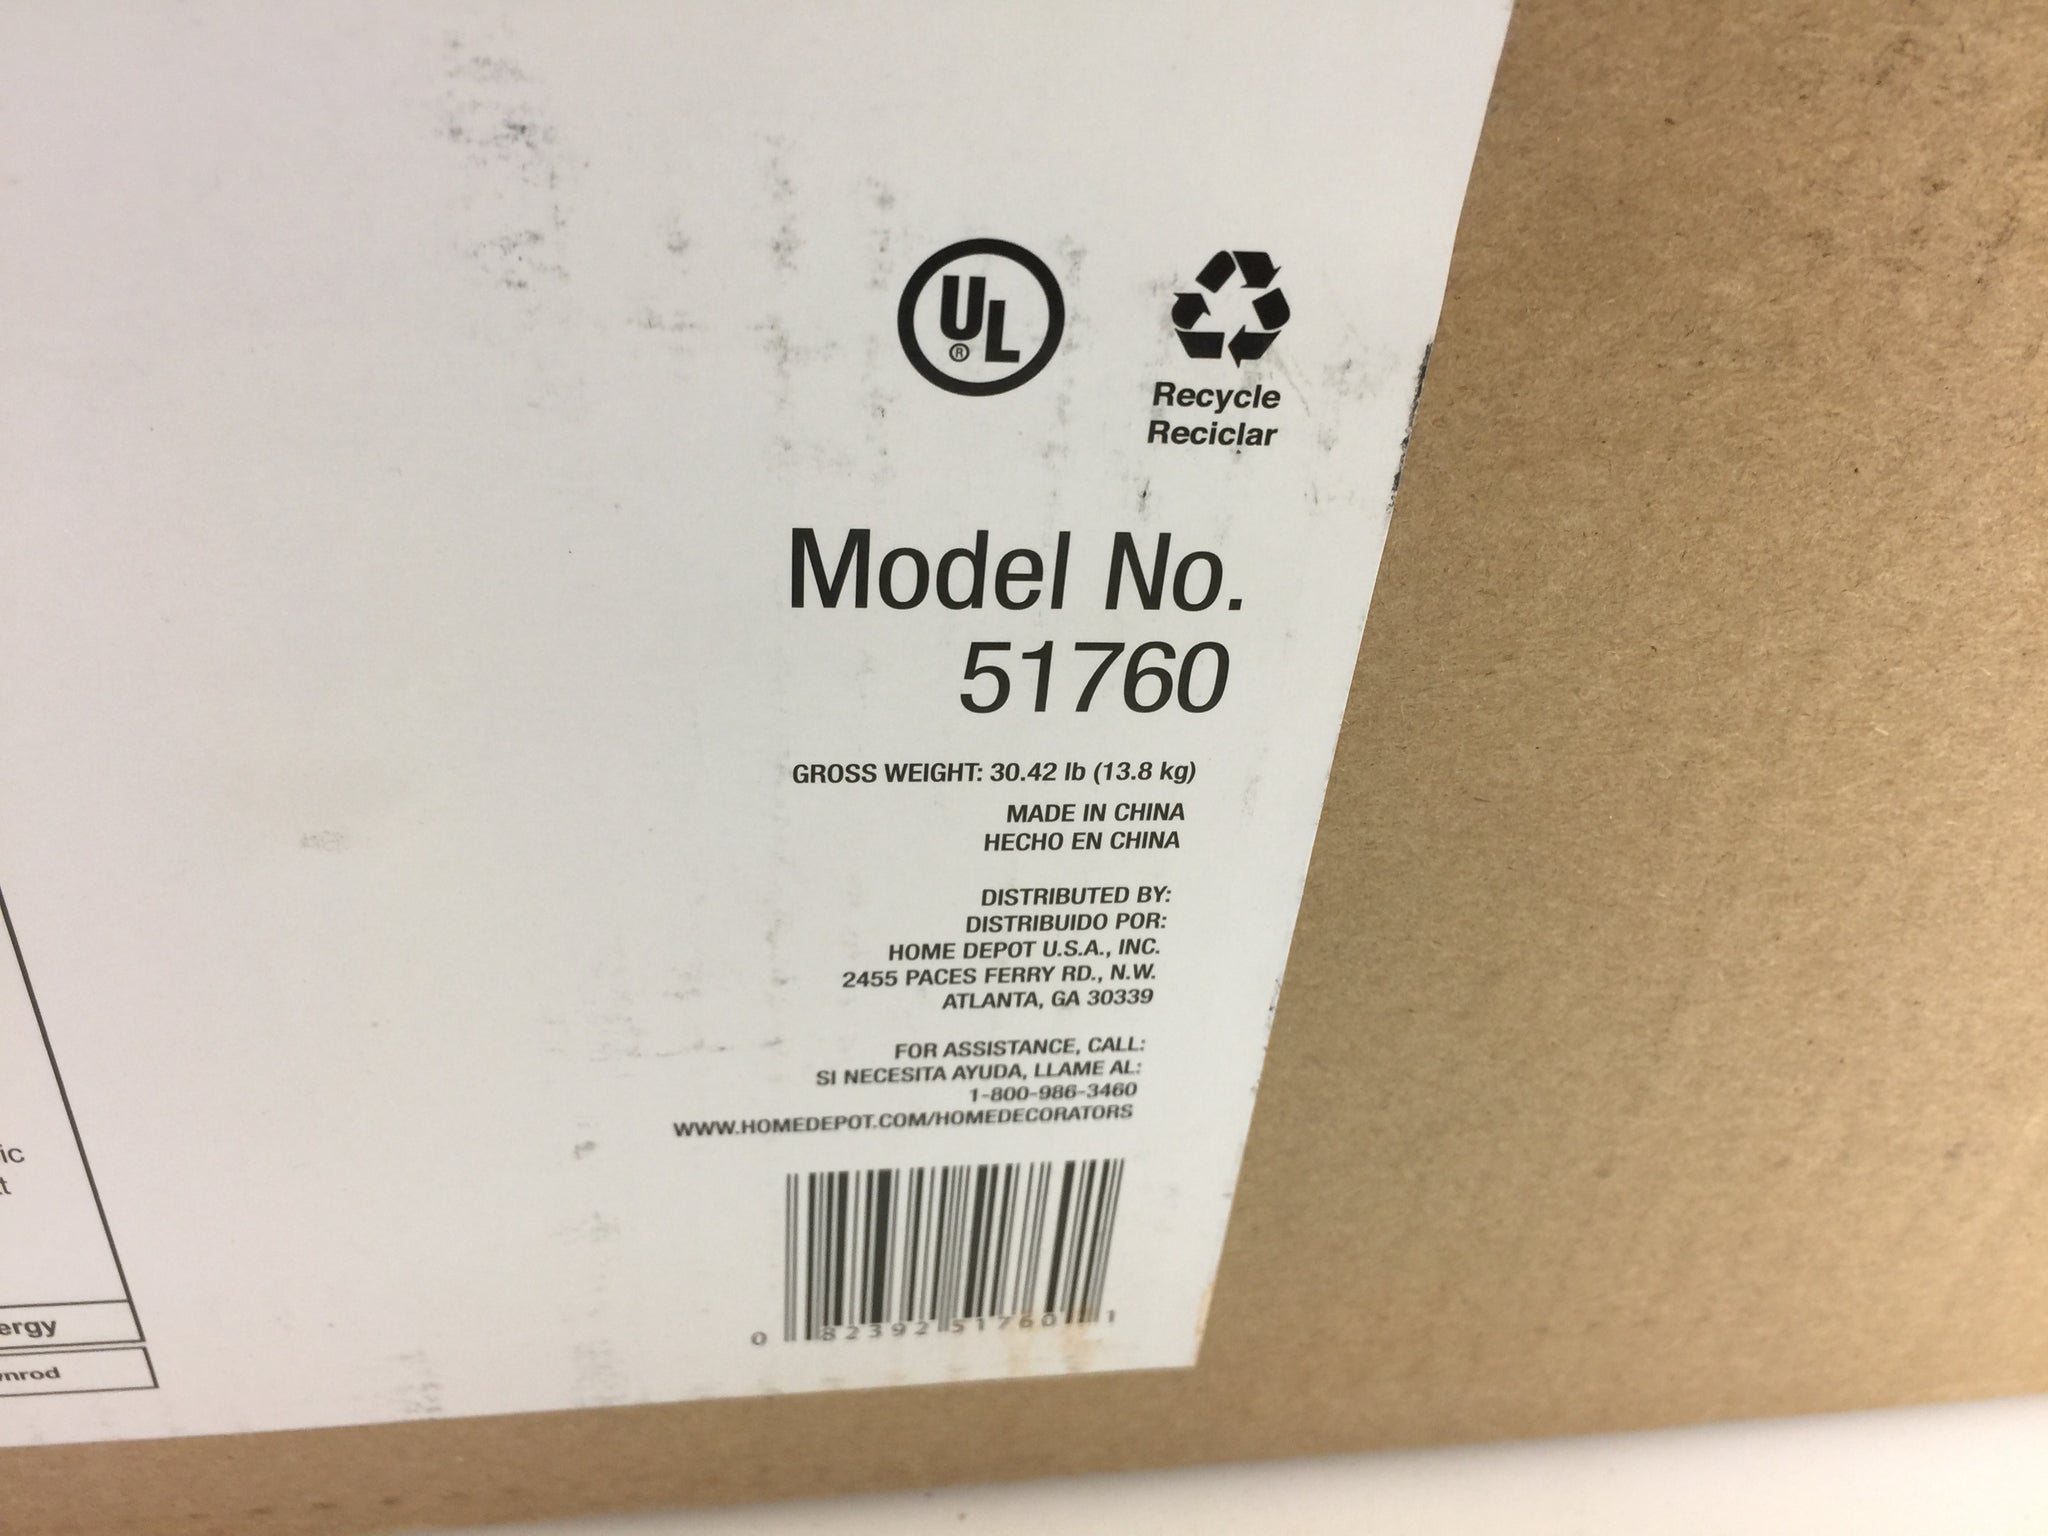 UL
®
Recycle
Reciclar
Model No.
51760
GROSS WEIGHT: 30.42 lb (13.8 kg)
MADE IN CHINA
HECHO EN CHINA
DISTRIBUTED BY:
DISTRIBUIDO POR:
HOME DEPOT U.S.A., INC.
2455 PACES FERRY RD., N.W.
ATLANTA, GA 30339
FOR ASSISTANCE, CALL:
SI NECESITA AYUDA, LLAME AL:
1-800-986-3460
WWW.HOMEDEPOT.COM/HOMEDECORATORS
0 82392 51760 1
ic
t
ergy
nrod